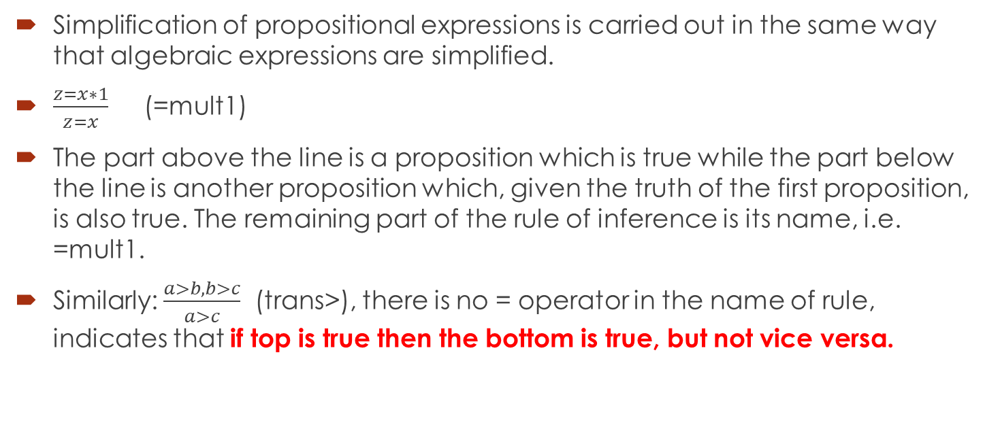 Simplification of propositional expressions is carried out in the same way
that algebraic expressions are simplified.
z=x*1
(=mult1)
z=x
The part above the line is a proposition which is true while the part below
the line is another proposition which, given the truth of the first proposition,
is also true. The remaining part of the rule of inference is its name, i.e.
=mult1.
a>b,b>c
Similarly: (trans>), there is no = operator in the name of rule,
a>c
indicates that if top is true then the bottom is true, but not vice versa.